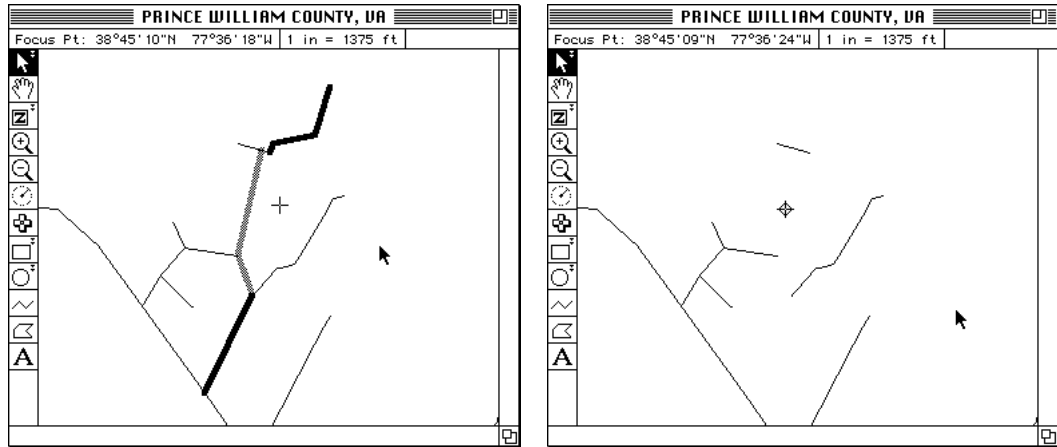 PRINCE WILLIAM COUNTY, VA
Focus Pt: 38°45'10"N 77°36'18"W 1 in = 1375 ft
Z
A
PRINCE WILLIAM COUNTY, VA
Focus Pt: 38°45'09"N 77°36'24"W 1 in = 1375 ft
Z
A